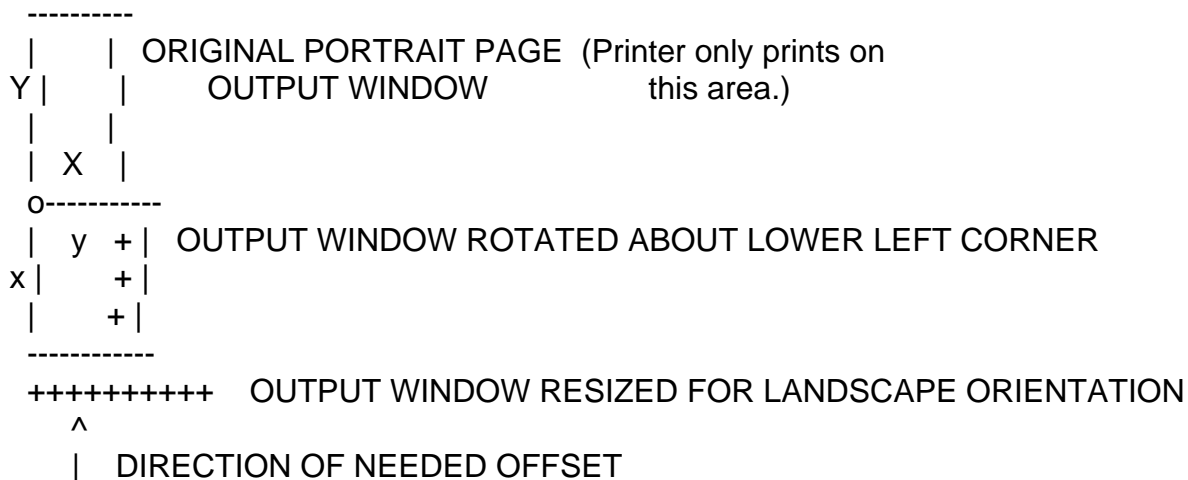 ----------
|       | ORIGINAL PORTRAIT PAGE  (Printer only prints on
Y |       |       OUTPUT WINDOW                 this area.)
|       |
|   X   |
o-----------
|   y   + |   OUTPUT WINDOW ROTATED ABOUT LOWER LEFT CORNER
x |       + |
|       + |
------------
++++++++++   OUTPUT WINDOW RESIZED FOR LANDSCAPE ORIENTATION
^
|   DIRECTION OF NEEDED OFFSET